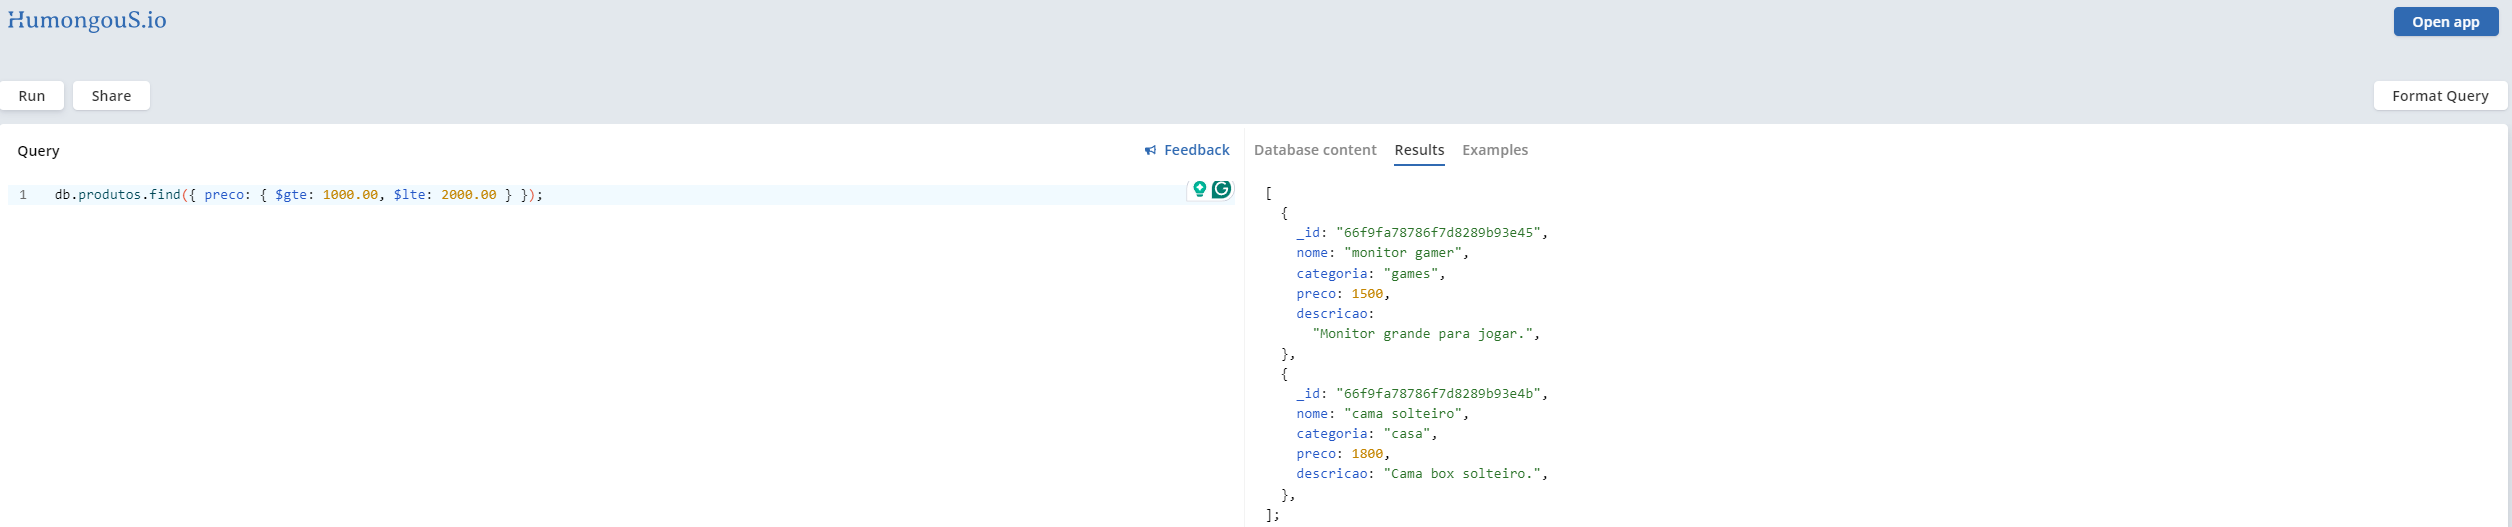 HumongouS.io
Open app
Run Share Format Query
Query
Feedback
1 db.produtos.find({ preco: { $gte: 1000.00, $lte: 2000.00 } });
Database content Results Examples
[
{
_id: "66f9fa78786f7d8289b93e45",
nome: "monitor gamer",
categoria: "games",
preco: 1500,
descricao:
"Monitor grande para jogar.",
},
{
_id: "66f9fa78786f7d8289b93e4b",
nome: "cama solteiro",
categoria: "casa",
preco: 1800,
descricao: "Cama box solteiro.",
},
];